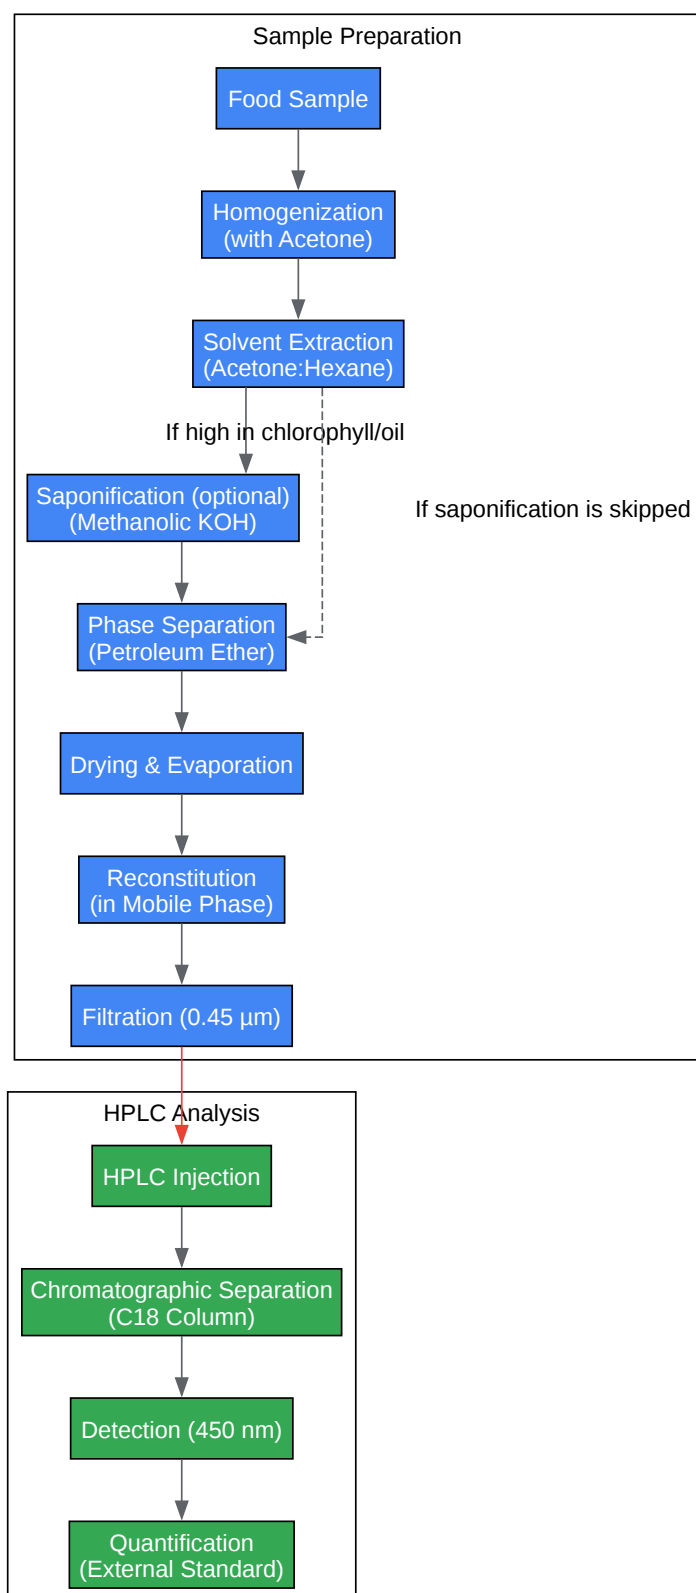 Sample Preparation
Food Sample
Homogenization
(with Acetone)
Solvent Extraction
(Acetone:Hexane)
If high in chlorophyll/oil
Saponification (optional)
(Methanolic KOH)
If saponification is skipped
Phase Separation
(Petroleum Ether)
Drying & Evaporation
Reconstitution
(in Mobile Phase)
Filtration (0.45 µm)
HPLC Analysis
HPLC Injection
Chromatographic Separation
(C18 Column)
Detection (450 nm)
Quantification
(External Standard)